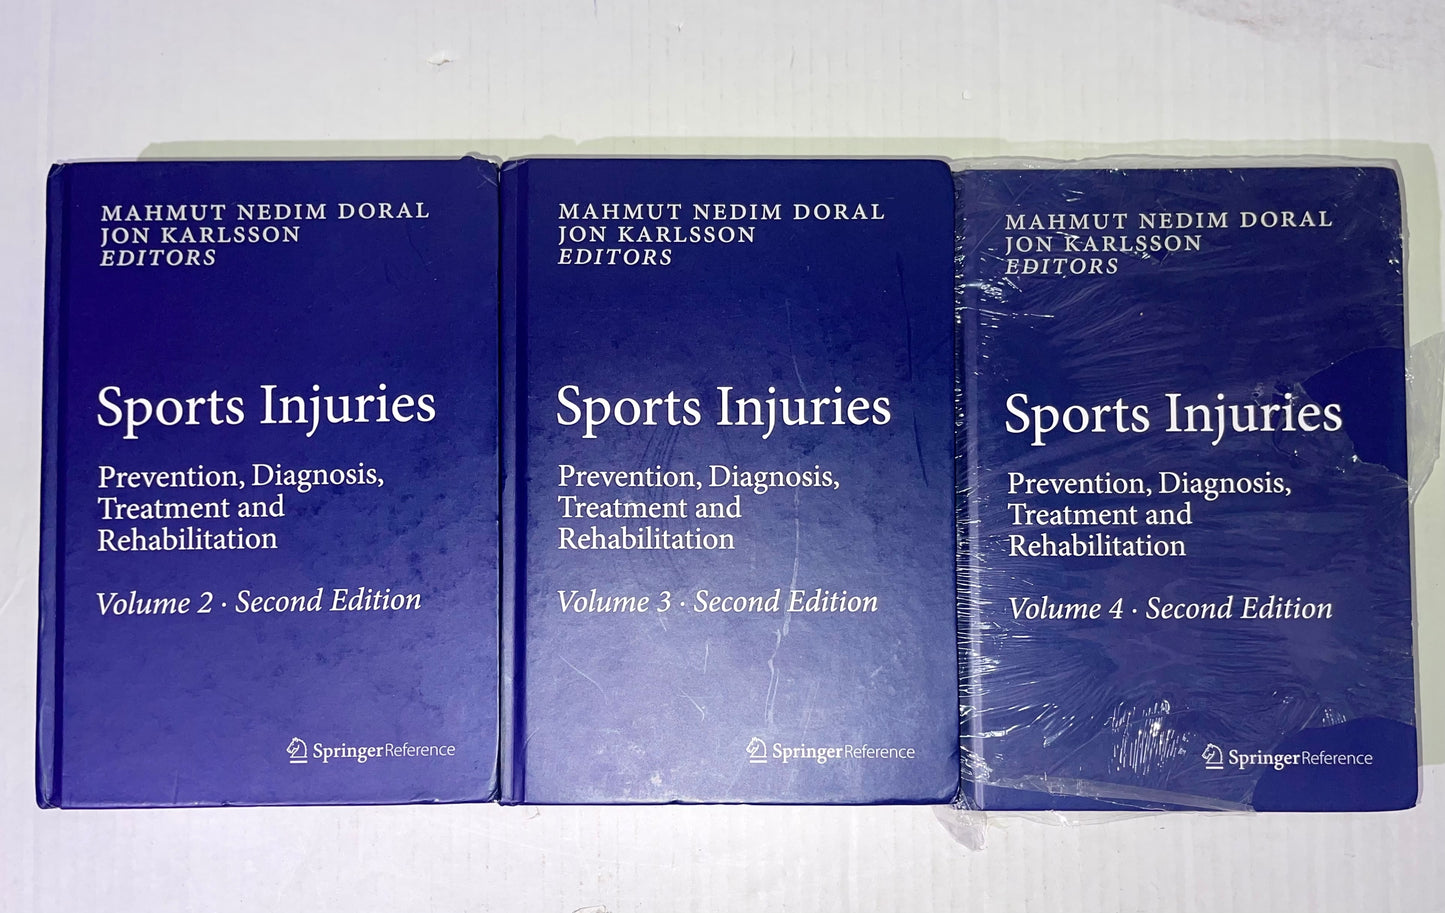 MAHMUT NEDIM DORAL
JON KARLSSON
EDITORS
Sports Injuries
Prevention, Diagnosis,
Treatment and
Rehabilitation
Volume 2 · Second Edition
SpringerReference
MAHMUT NEDIM DORAL
JON KARLSSON
EDITORS
Sports Injuries
Prevention, Diagnosis,
Treatment and
Rehabilitation
Volume 3 · Second Edition
SpringerReference
MAHMUT NEDIM DORAL
JON KARLSSON
EDITORS
Sports Injuries
Prevention, Diagnosis,
Treatment and
Rehabilitation
Volume 4 · Second Edition
SpringerReference